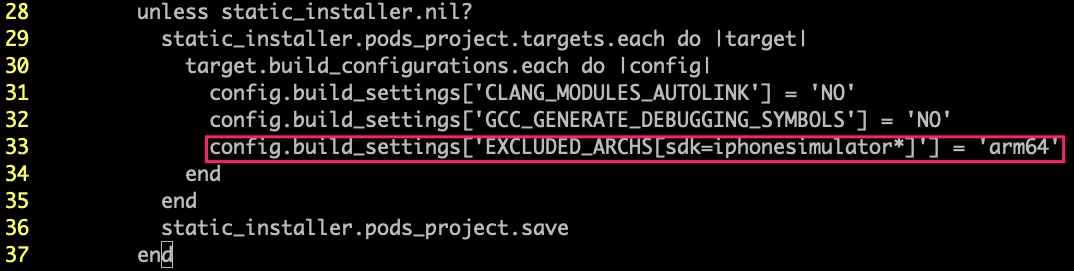 28         unless static_installer.nil?
29           static_installer.pods_project.targets.each do |target|
30             target.build_configurations.each do |config|
31               config.build_settings['CLANG_MODULES_AUTOLINK'] = 'NO'
32               config.build_settings['GCC_GENERATE_DEBUGGING_SYMBOLS'] = 'NO'
33               config.build_settings['EXCLUDED_ARCHS[sdk=iphonesimulator*]'] = 'arm64'
34             end
35           end
36           static_installer.pods_project.save
37         end